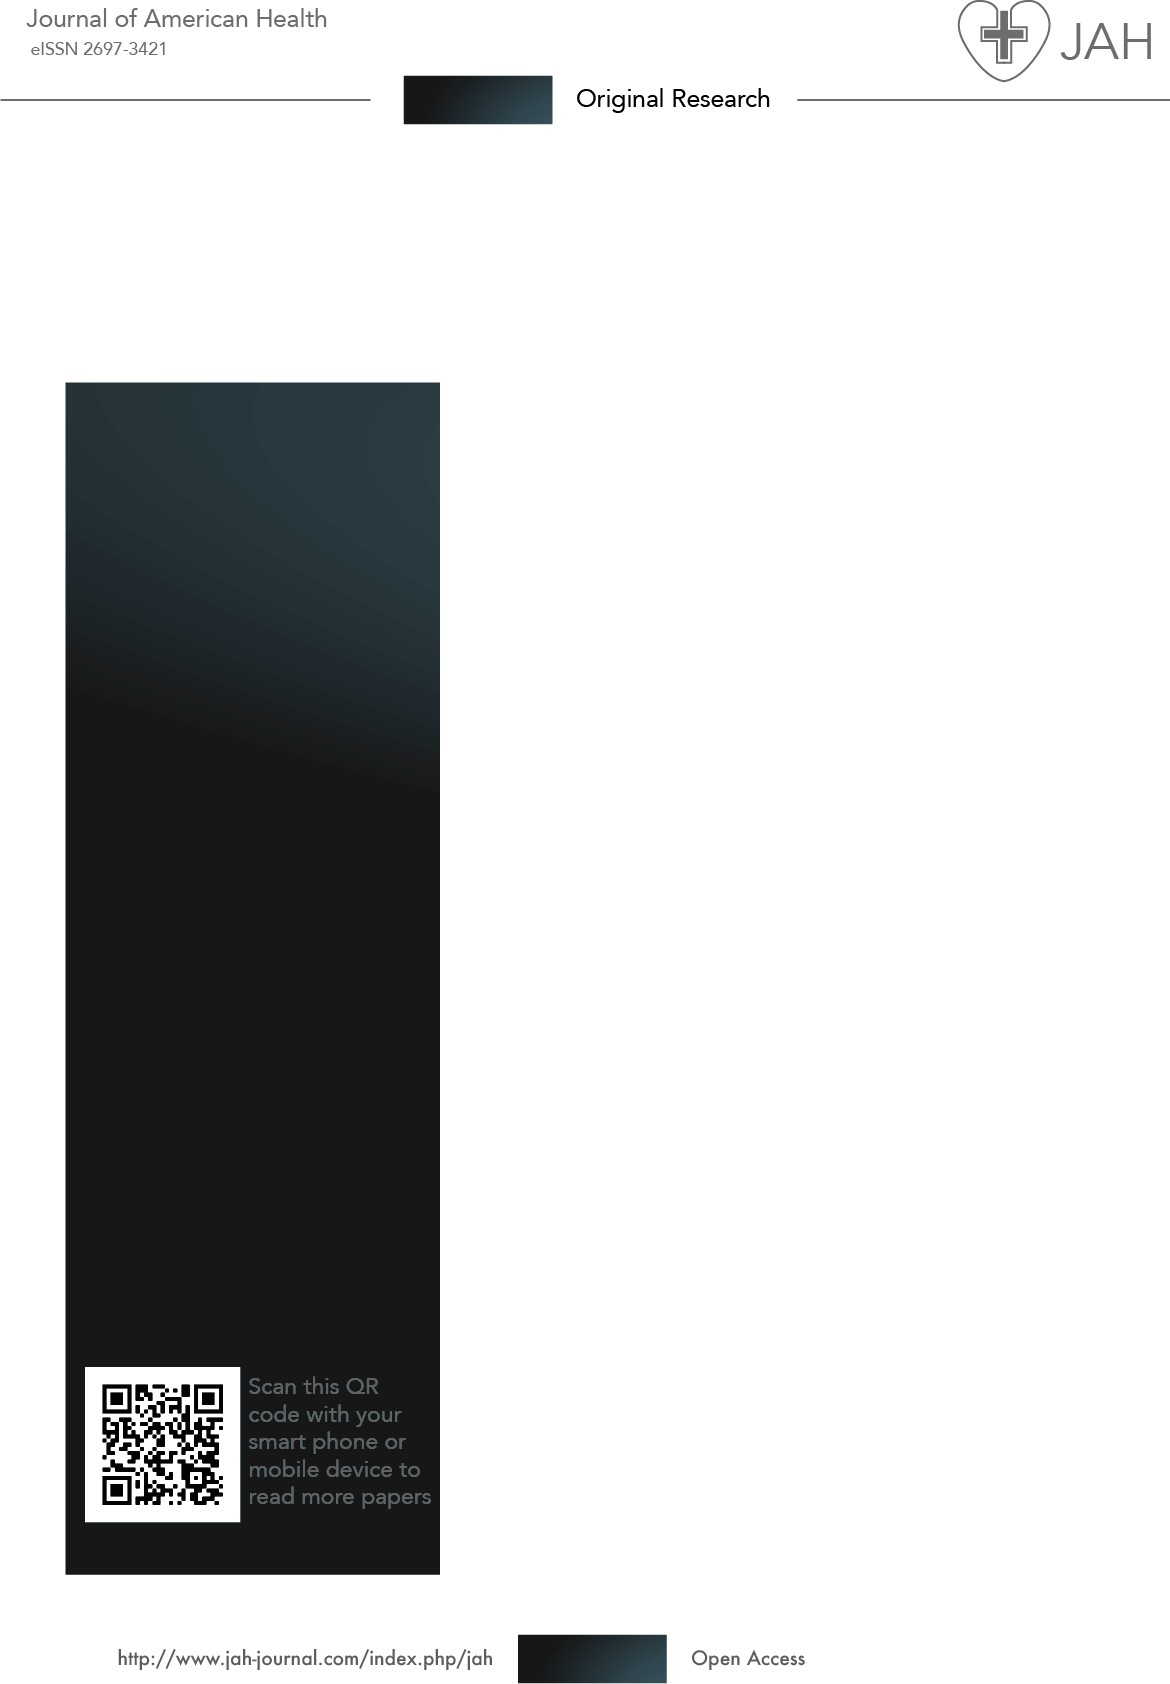 Journal of American Health
eISSN 2697-3421
JAH
Original Research
Scan this QR
code with your
smart phone or
mobile device to
read more papers
http://www.jah-journal.com/index.php/jah
Open Access